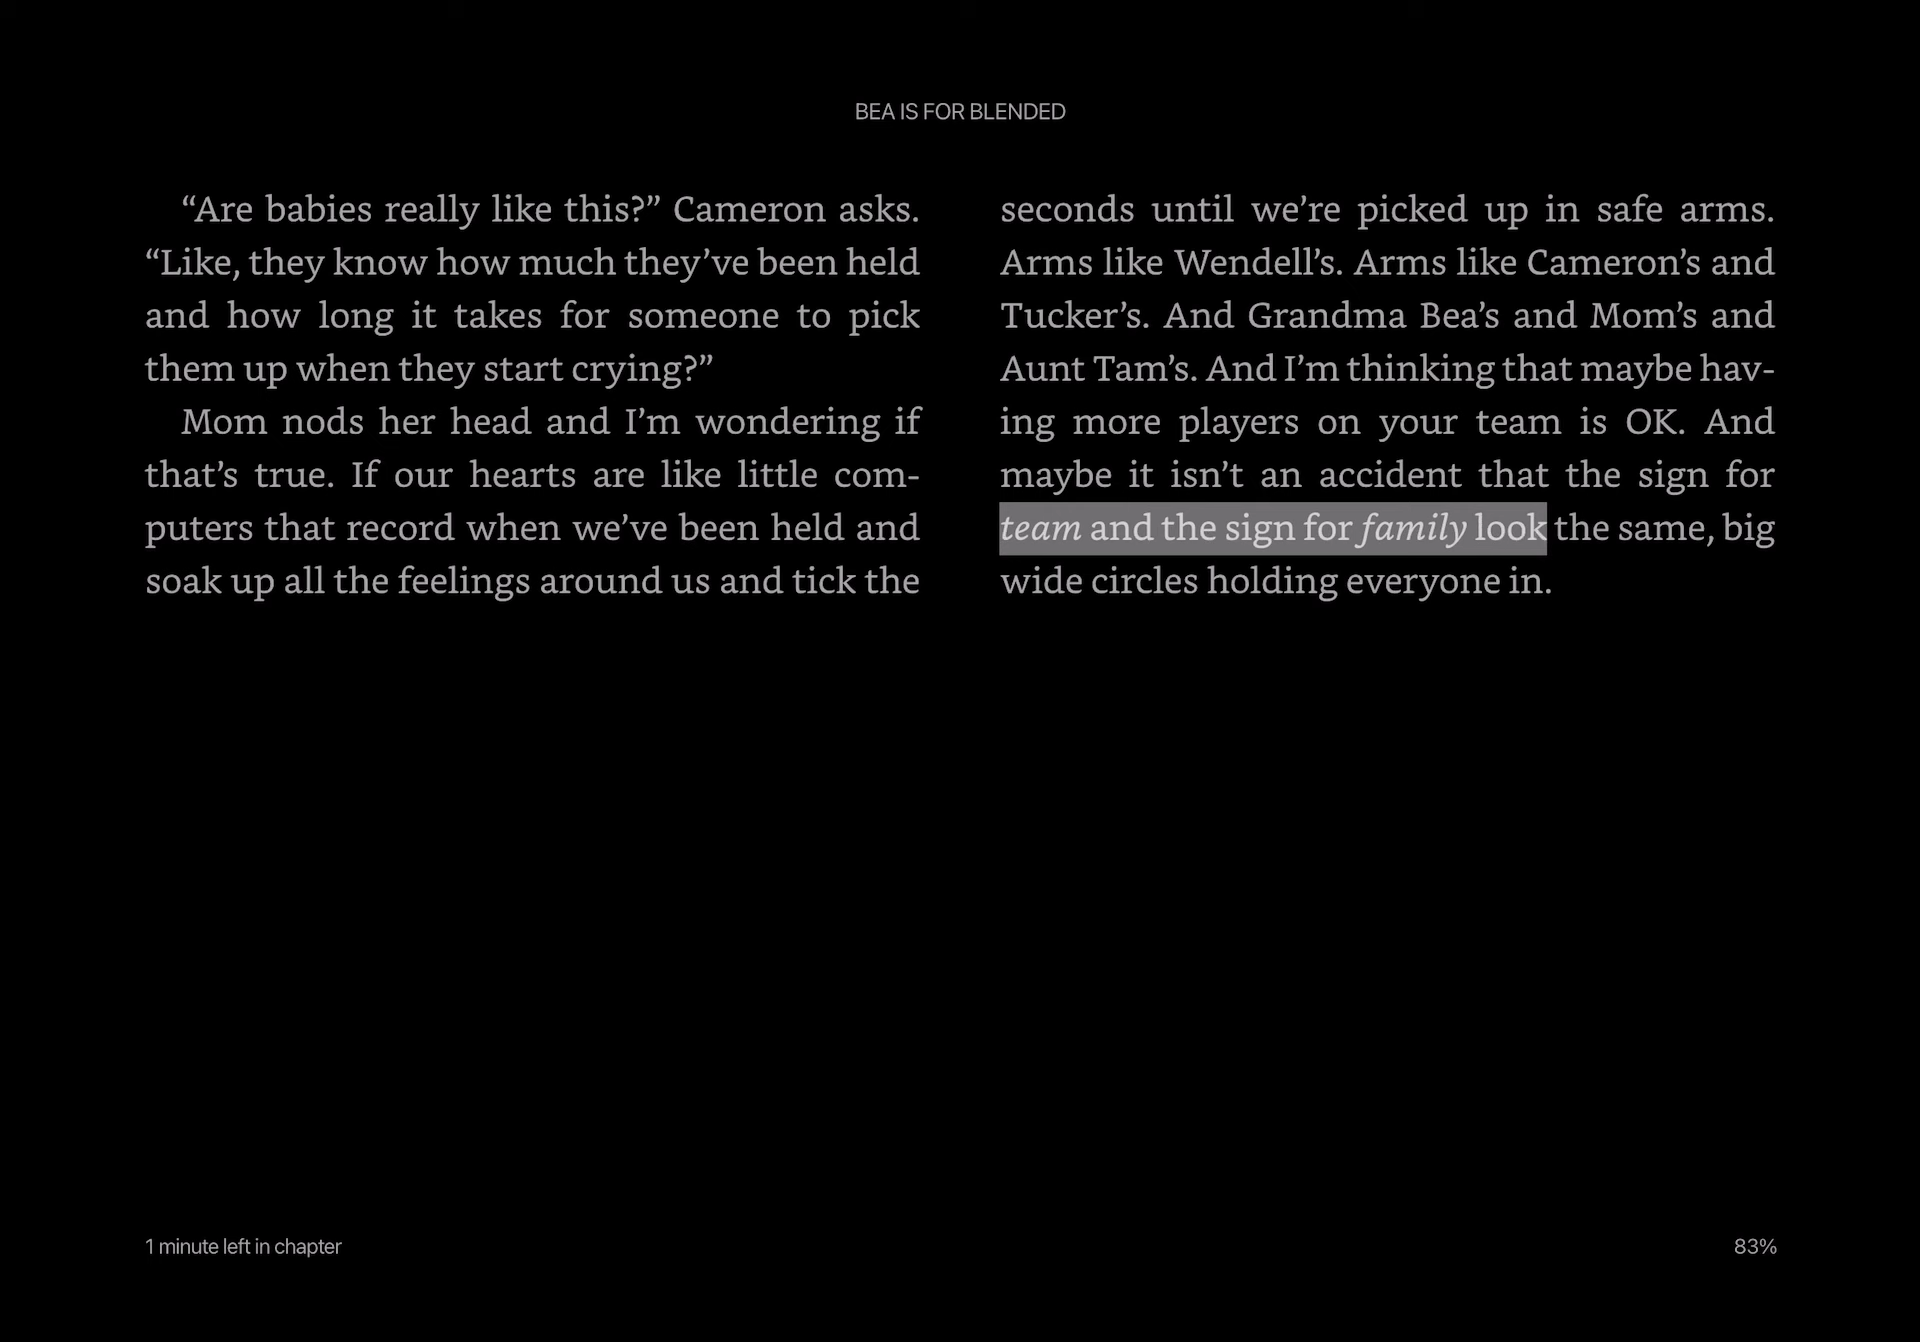 BEA IS FOR BLENDED
“Are babies really like this?” Cameron asks.
“Like, they know how much they’ve been held
and how long it takes for someone to pick
them up when they start crying?”
Mom nods her head and I’m wondering if
that’s true. If our hearts are like little com-
puters that record when we’ve been held and
soak up all the feelings around us and tick the
seconds until we’re picked up in safe arms.
Arms like Wendell’s. Arms like Cameron’s and
Tucker’s. And Grandma Bea’s and Mom’s and
Aunt Tam’s. And I’m thinking that maybe hav-
ing more players on your team is OK. And
maybe it isn’t an accident that the sign for
team and the sign for family look the same, big
wide circles holding everyone in.
1 minute left in chapter
83%